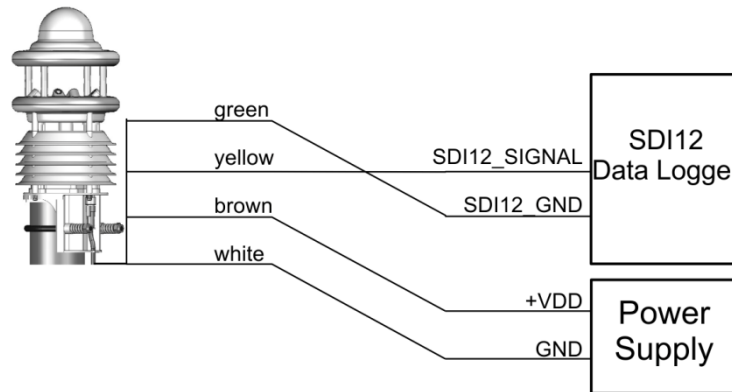 green
yellow
brown
white
SDI12_SIGNAL
SDI12_GND
+VDD
GND
SDI12
Data Logge
Power
Supply